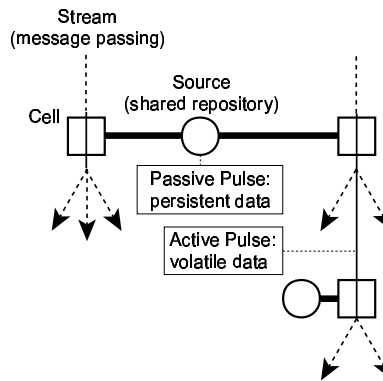 Stream
(message passing)
Source
(shared repository)
Cell
Passive Pulse:
persistent data
Active Pulse:
volatile data